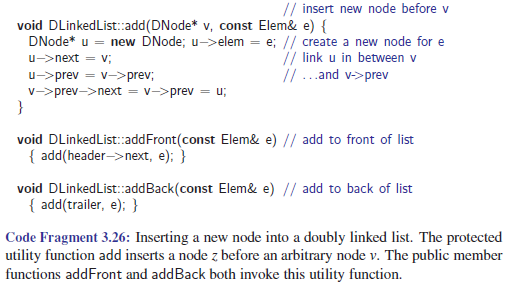 // insert new node before v
void DLinkedList::add(DNode* v, const Elem& e) {
DNode* u = new DNode; u−>elem = e; // create a new node for e
u−>next = v; // link u in between v
u−>prev = v−>prev; // ...and v->prev
v−>prev−>next = v−>prev = u;
}
void DLinkedList::addFront(const Elem& e) // add to front of list
{ add(header−>next, e); }
void DLinkedList::addBack(const Elem& e) // add to back of list
{ add(trailer, e); }
Code Fragment 3.26: Inserting a new node into a doubly linked list. The protected
utility function add inserts a node z before an arbitrary node v. The public member
functions addFront and addBack both invoke this utility function.